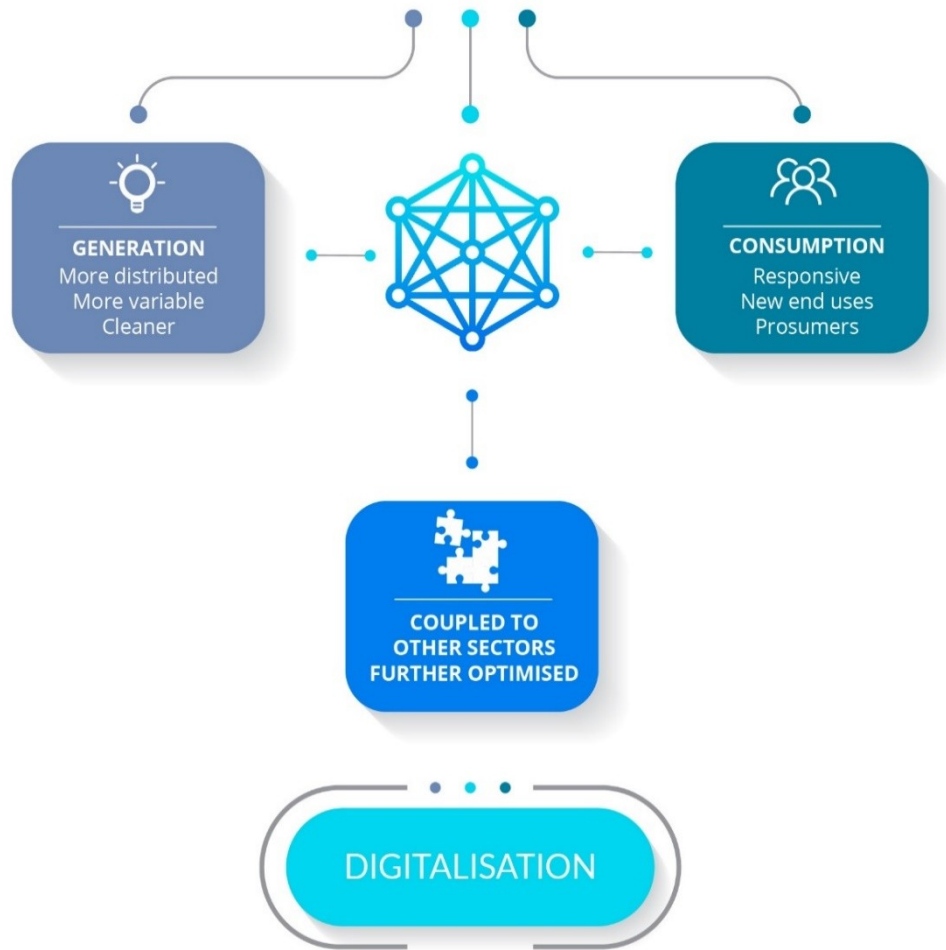 GENERATION
More distributed
More variable
Cleaner
CONSUMPTION
Responsive
New end uses
Prosumers
COUPLED TO
OTHER SECTORS
FURTHER OPTIMISED
DIGITALISATION